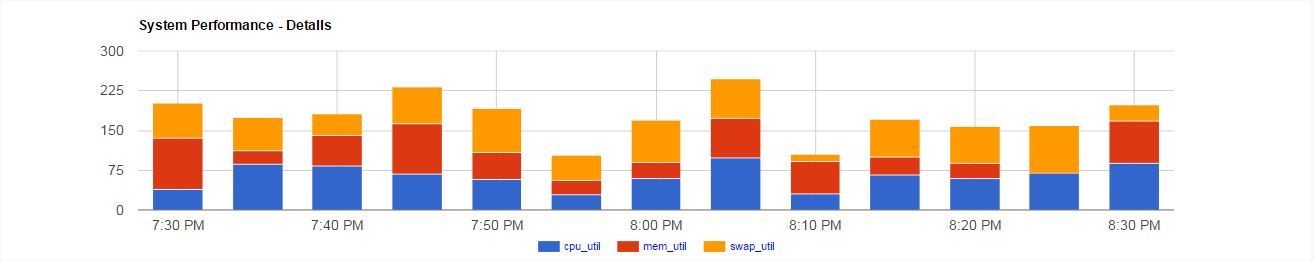 System Performance - Details
300
225
150
75
0
7:30 PM 7:40 PM 7:50 PM 8:00 PM 8:10 PM 8:20 PM 8:30 PM
cpu_util mem_util swap_util